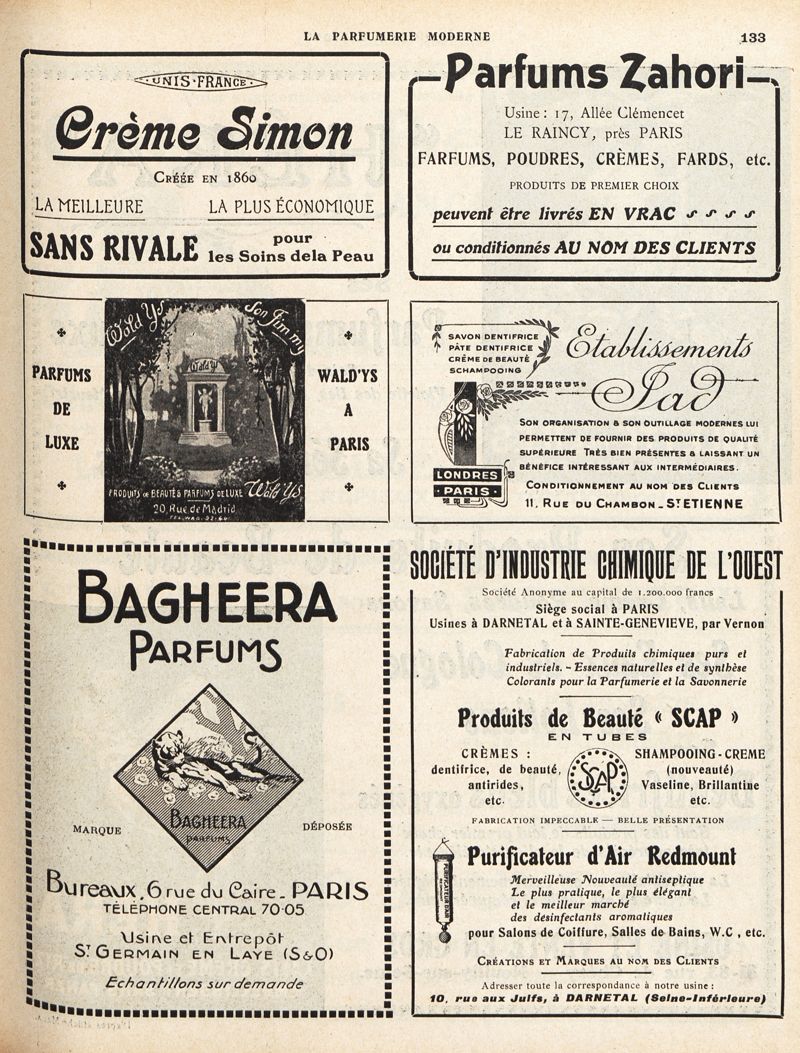 LA PARFUMERIE MODERNE
133
·UNIS·FRANCE·
Crème Simon
CRÉÉE EN 1860
LA MEILLEURE LA PLUS ÉCONOMIQUE
SANS RIVALE pour
les Soins dela Peau
Parfums Zahori
Usine : 17, Allée Clémencet
LE RAINCY, près PARIS
FARFUMS, POUDRES, CRÈMES, FARDS, etc.
PRODUITS DE PREMIER CHOIX
peuvent être livrés EN VRAC
ou conditionnés AU NOM DES CLIENTS
PARFUMS
DE
LUXE
Wald Ys
Son Jimmy
Wald Ys
PRODUITS DE BEAUTÉ & PARFUMS DE LUXE Wald'Ys
20, Rue de Madrid
WALD'YS
A
PARIS
SAVON DENTIFRICE
PÂTE DENTIFRICE
CRÈME DE BEAUTÉ
SCHAMPOOING
Etablissements
Jad
SON ORGANISATION & SON OUTILLAGE MODERNES LUI
PERMETTENT DE FOURNIR DES PRODUITS DE QUALITÉ
SUPÉRIEURE TRÈS BIEN PRÉSENTÉS & LAISSANT UN
BÉNÉFICE INTÉRESSANT AUX INTERMÉDIAIRES.
LONDRES
PARIS
CONDITIONNEMENT AU NOM DES CLIENTS
11, RUE DU CHAMBON - ST ETIENNE
BAGHEERA
PARFUMS
BAGHEERA
PARFUMS
MARQUE DÉPOSÉE
Bureaux, 6 rue du Caire - PARIS
TÉLÉPHONE CENTRAL 70-05
Usine et Entrepôt
ST GERMAIN EN LAYE (S&O)
Echantillons sur demande
SOCIÉTÉ D'INDUSTRIE CHIMIQUE DE L'OUEST
Société Anonyme au capital de 1.200.000 francs
Siège social à PARIS
Usines à DARNETAL et à SAINTE-GENEVIEVE, par Vernon
Fabrication de Produits chimiques purs et
industriels. - Essences naturelles et de synthèse
Colorants pour la Parfumerie et la Savonnerie
Produits de Beauté « SCAP »
EN TUBES
CRÈMES :
dentifrice, de beauté,
antirides,
etc.
SCAP
SHAMPOOING-CREME
(nouveauté)
Vaseline, Brillantine
etc.
FABRICATION IMPECCABLE — BELLE PRÉSENTATION
PURIFICATEUR D'AIR
Purificateur d'Air Redmount
Merveilleuse Nouveauté antiseptique
Le plus pratique, le plus élégant
et le meilleur marché
des désinfectants aromatiques
pour Salons de Coiffure, Salles de Bains, W.C , etc.
CRÉATIONS ET MARQUES AU NOM DES CLIENTS
Adresser toute la correspondance à notre usine :
10, rue aux Juifs, à DARNETAL (Seine-Inférieure)